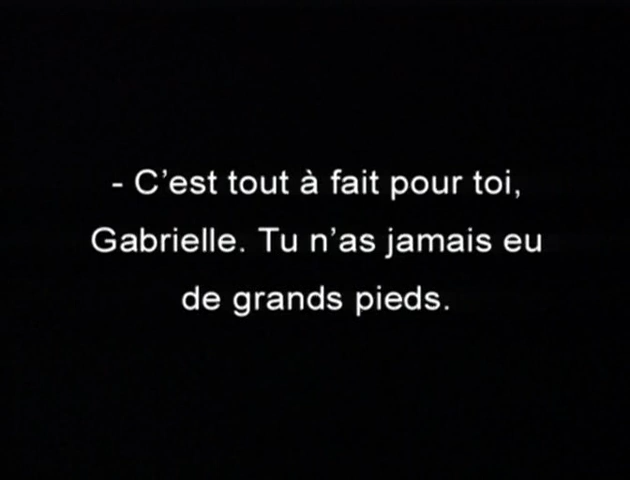 - C’est tout à fait pour toi,
Gabrielle. Tu n’as jamais eu
de grands pieds.